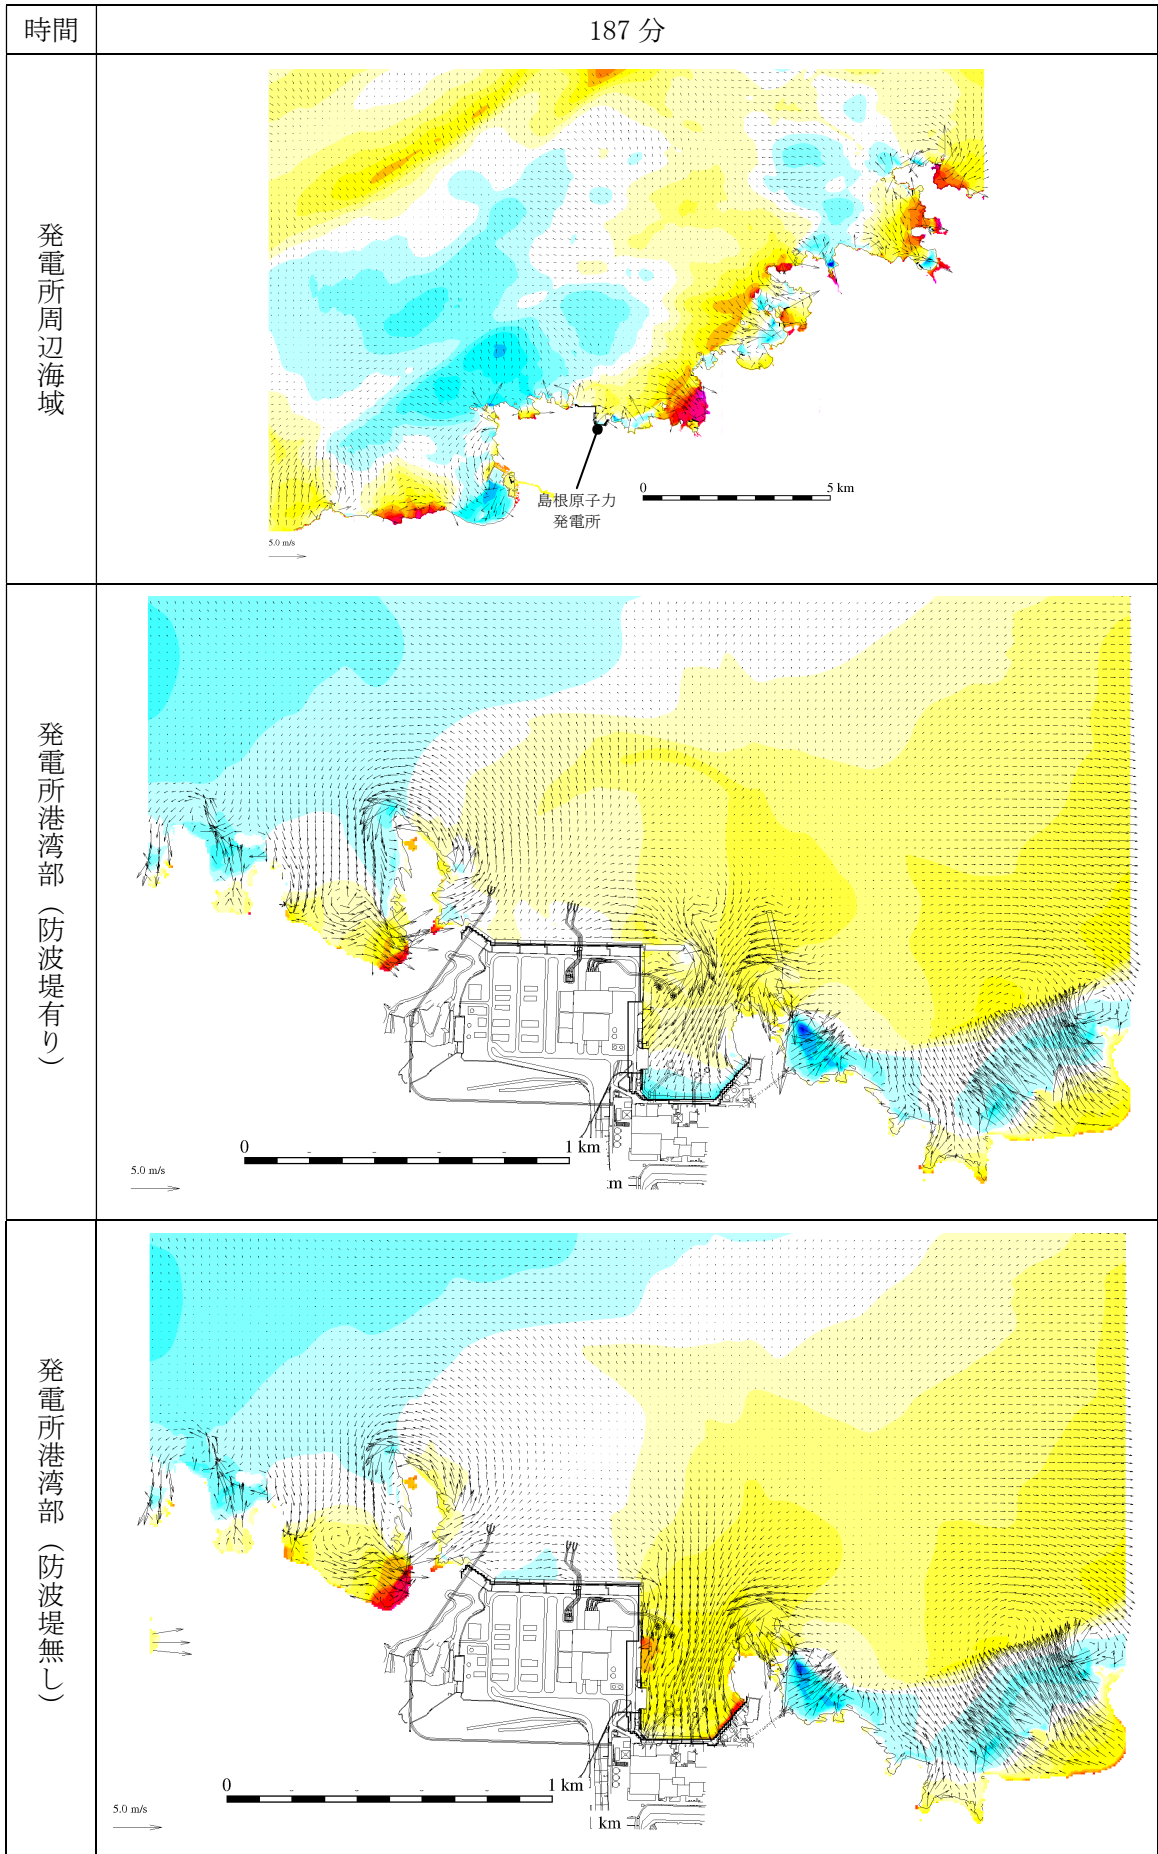 時間
187 分
発電所周辺海域
島根原子力
発電所
0
5 km
5.0 m/s
発電所港湾部（防波堤有り）
0
1 km
5.0 m/s
m
発電所港湾部（防波堤無し）
0
1 km
5.0 m/s
km